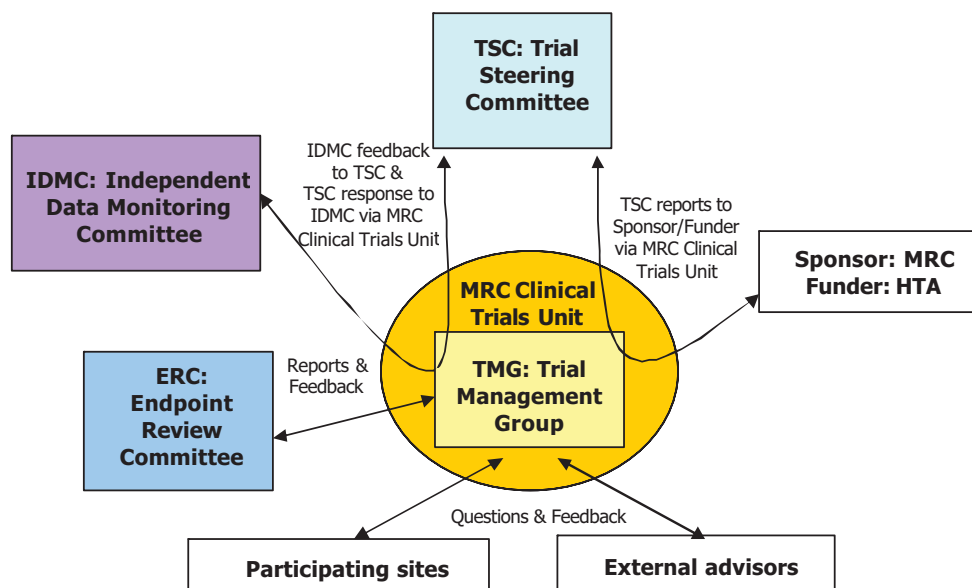 TSC: Trial
Steering
Committee
IDMC feedback
to TSC &
TSC response to
IDMC via MRC
Clinical Trials Unit
IDMC: Independent
Data Monitoring
Committee
TSC reports to
Sponsor/Funder
via MRC Clinical
Trials Unit
Sponsor: MRC
Funder: HTA
MRC Clinical
Trials Unit
TMG: Trial
Management
Group
Reports &
Feedback
ERC:
Endpoint
Review
Committee
Questions & Feedback
Participating sites
External advisors